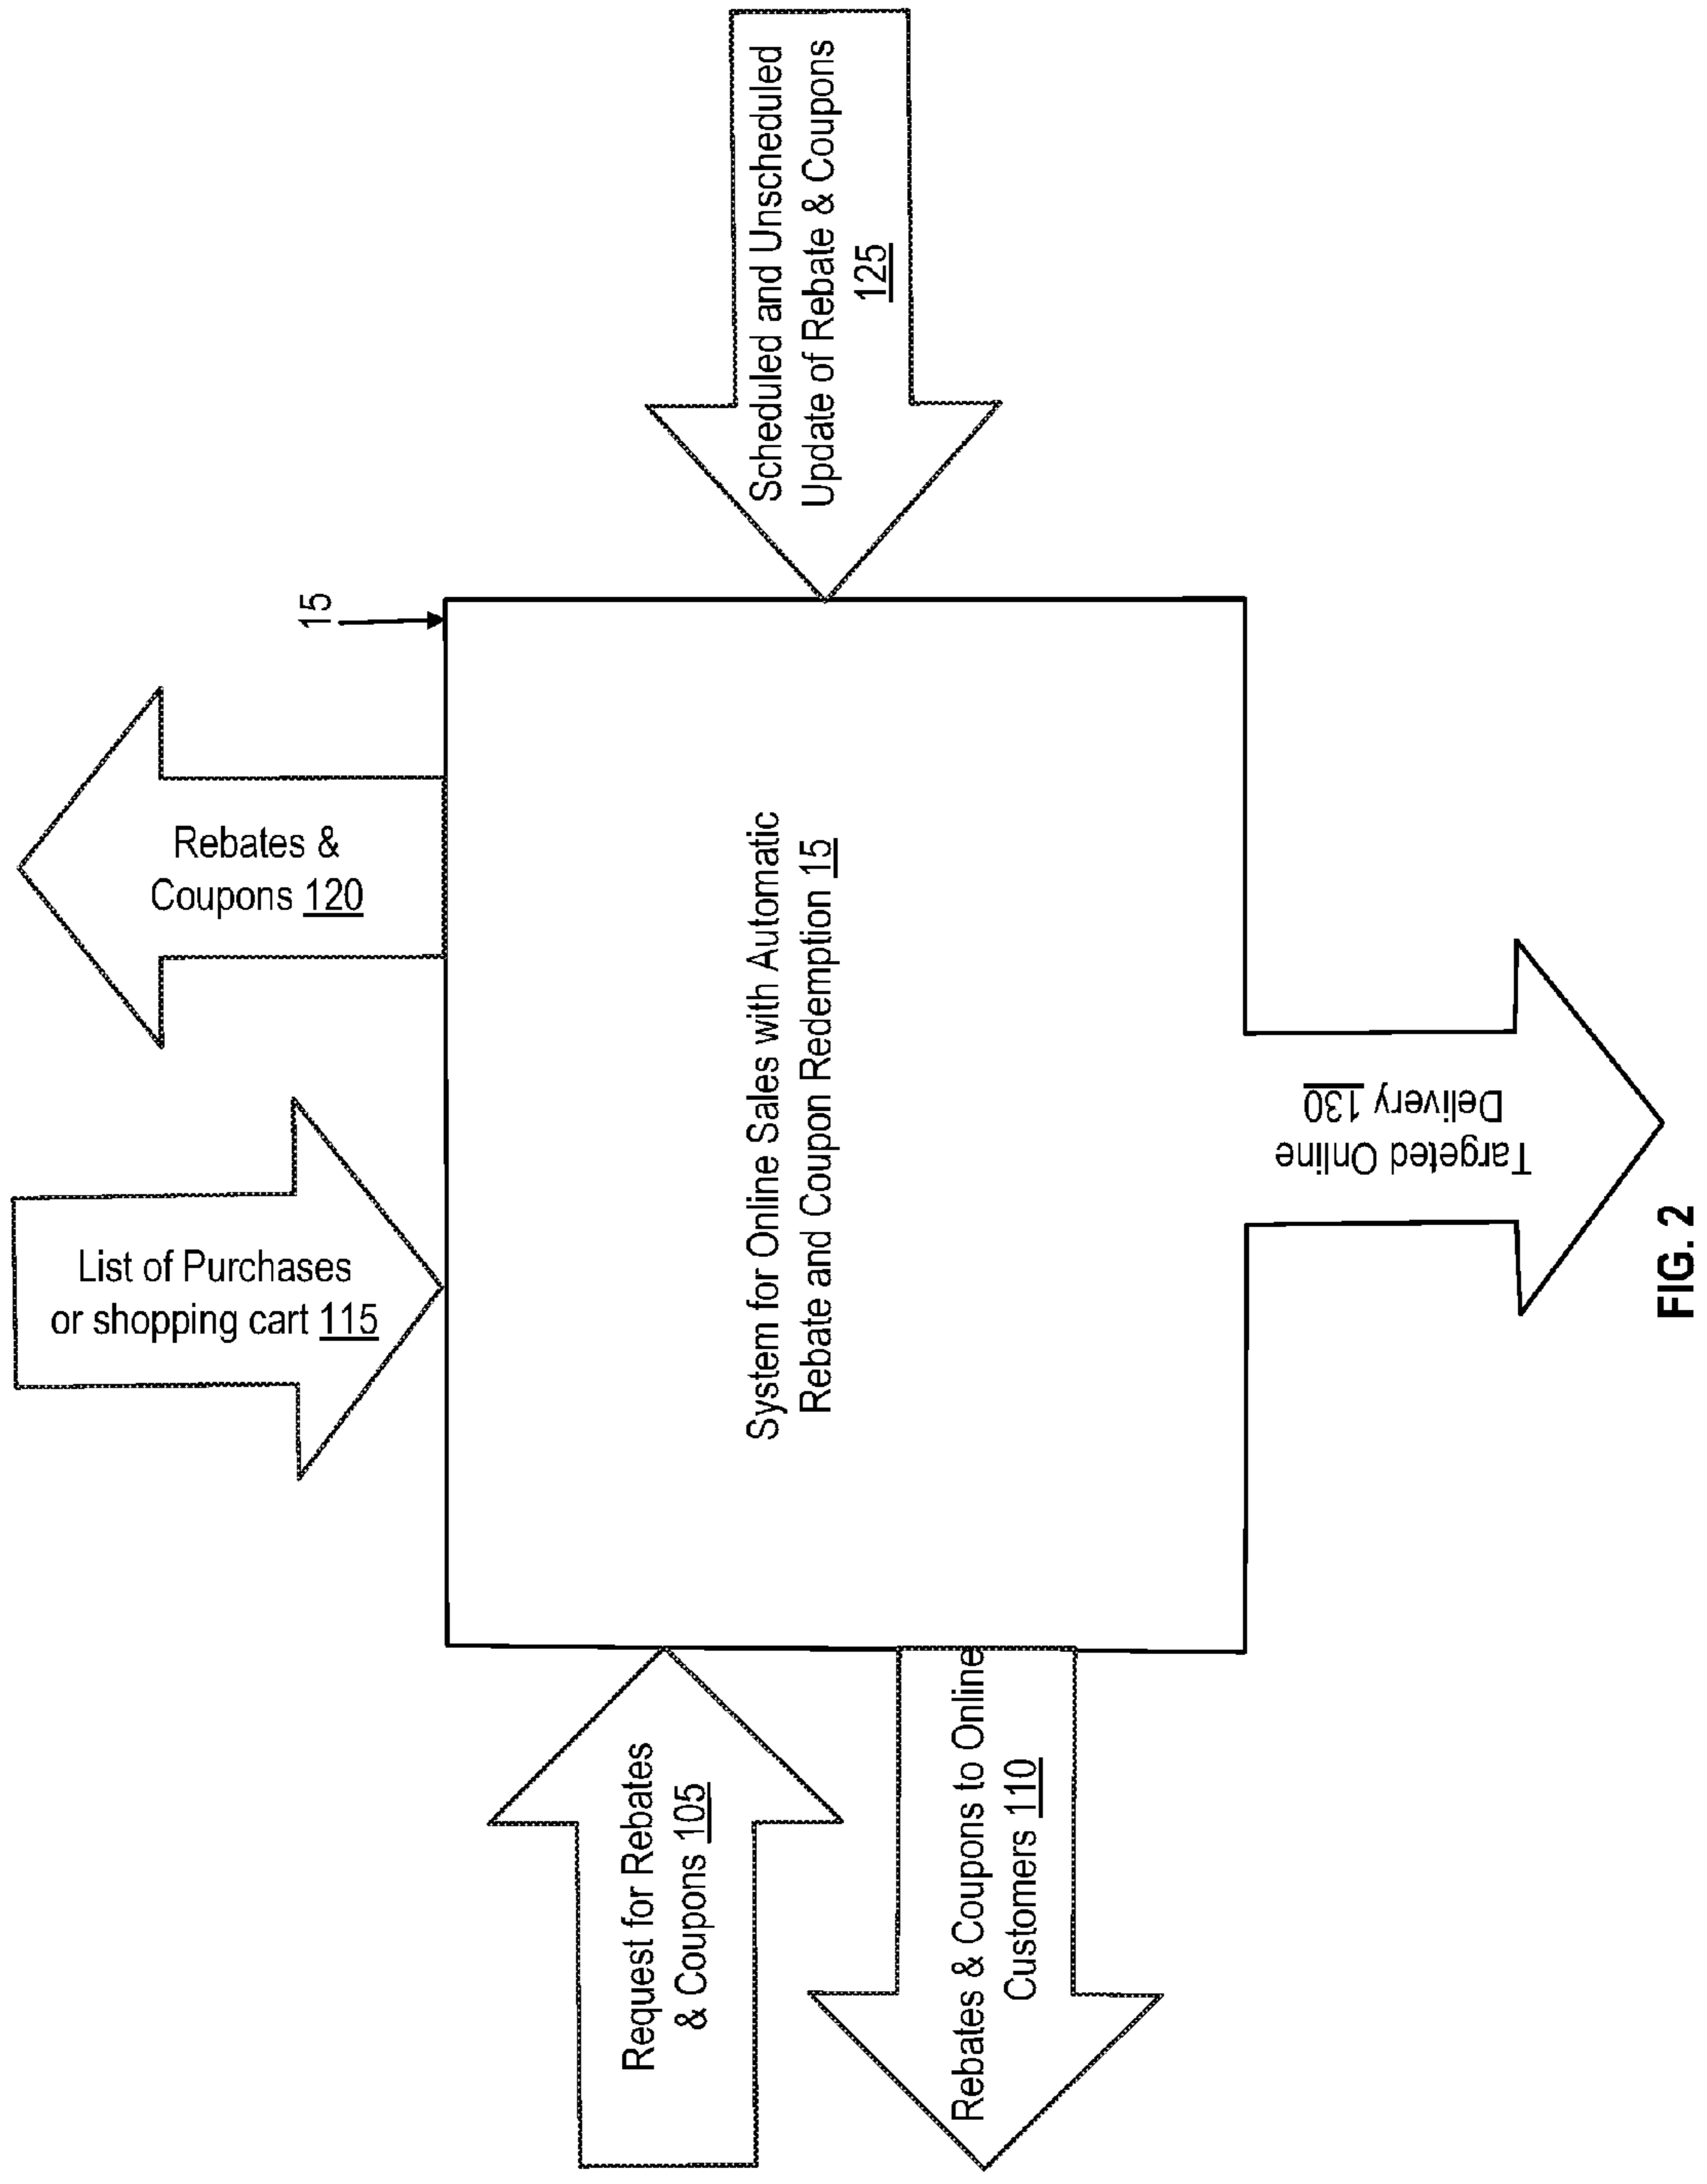 Scheduled and Unscheduled
Update of Rebate & Coupons
125
15
Rebates &
Coupons 120
List of Purchases
or shopping cart 115
System for Online Sales with Automatic
Rebate and Coupon Redemption 15
Targeted Online
Delivery 130
Request for Rebates
& Coupons 105
Rebates & Coupons to Online
Customers 110
FIG. 2